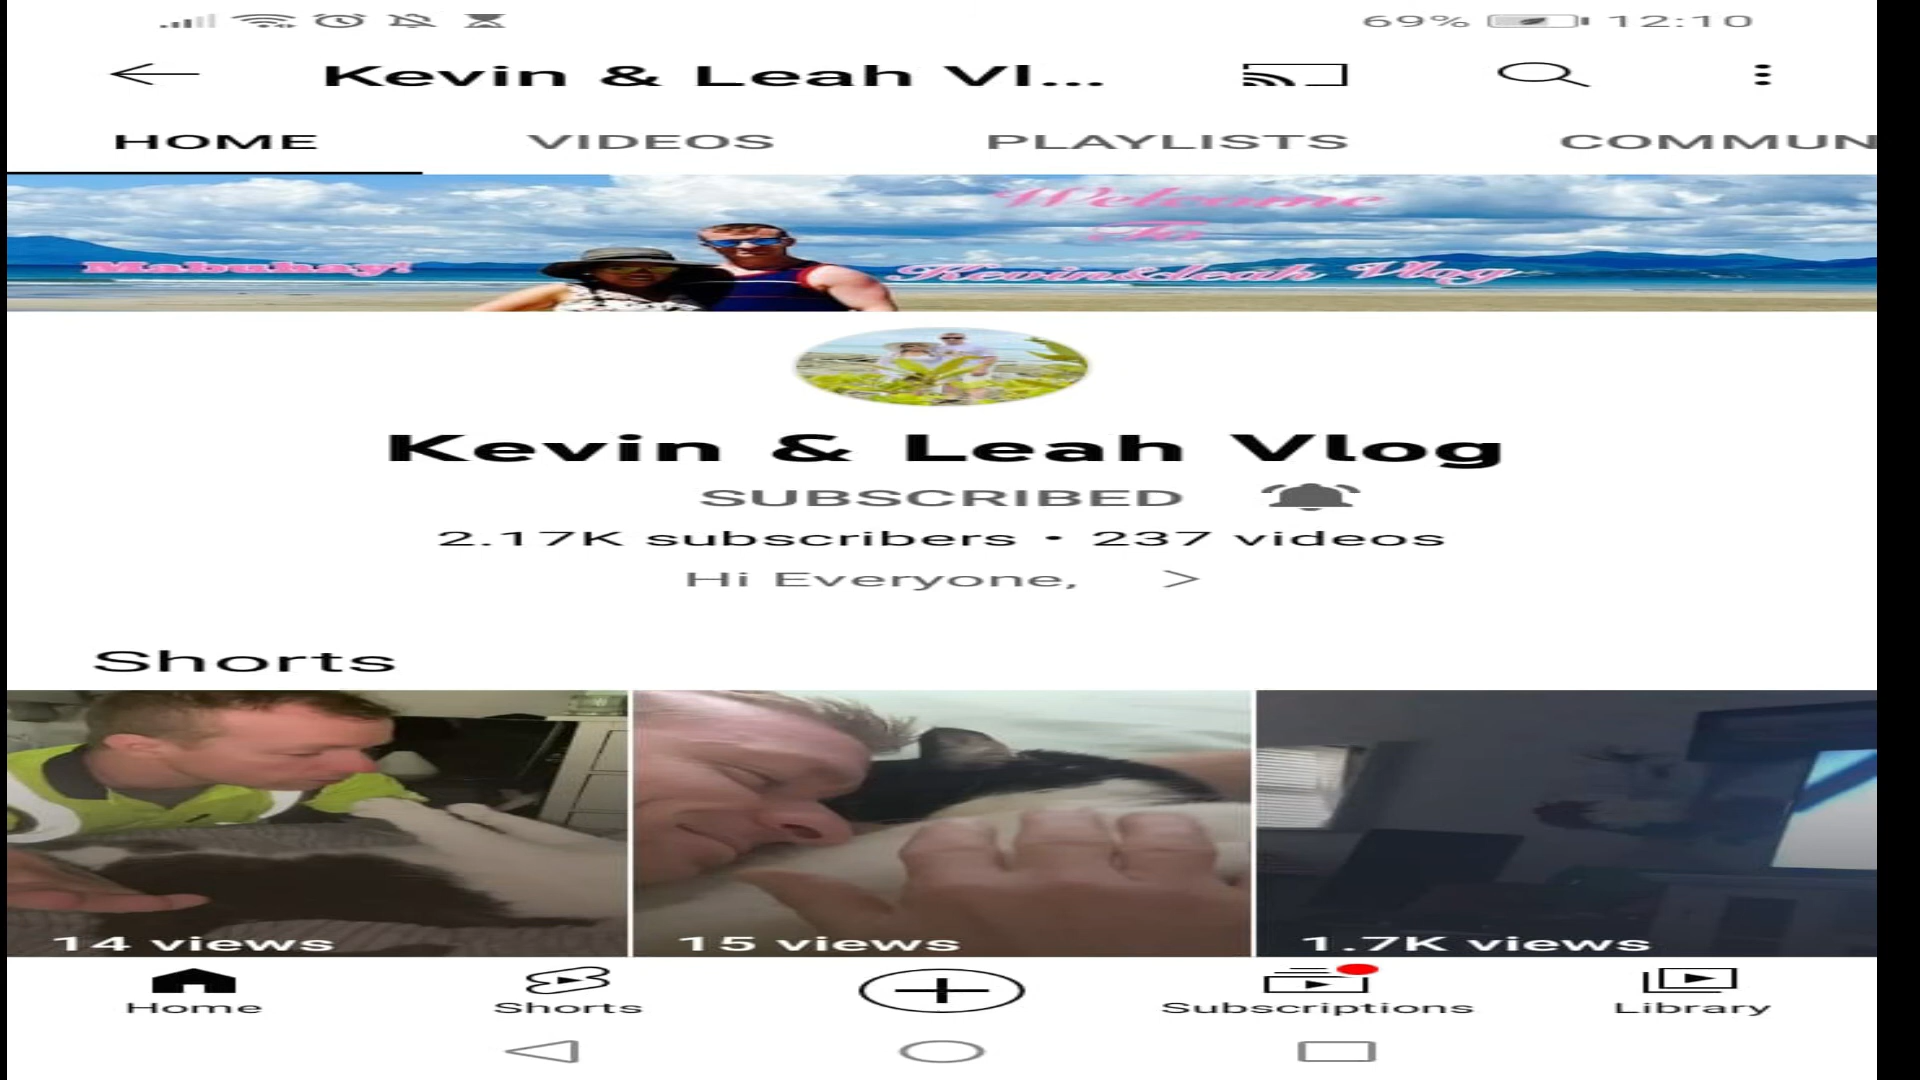 69% 12:10
Kevin & Leah Vl...
HOME VIDEOS PLAYLISTS COMMUN
Welcome
To
Mabuhay! Kevin&Leah Vlog
Kevin & Leah Vlog
SUBSCRIBED
2.17K subscribers • 237 videos
Hi Everyone, >
Shorts
14 views 15 views 1.7K views
Home Shorts Subscriptions Library